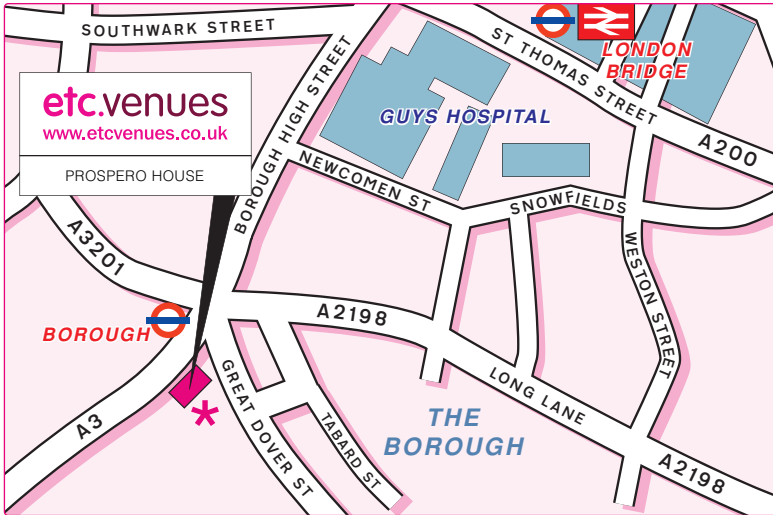 SOUTHWARK STREET
etc.venues
www.etcvenues.co.uk
PROSPERO HOUSE
BOROUGH HIGH STREET
ST THOMAS STREET
LONDON
BRIDGE
GUYS HOSPITAL
A200
NEWCOMEN ST
SNOWFIELDS
WESTON STREET
A3201
A2198
BOROUGH
A3
GREAT DOVER ST
TABARD ST
THE
BOROUGH
LONG LANE
A2198
*